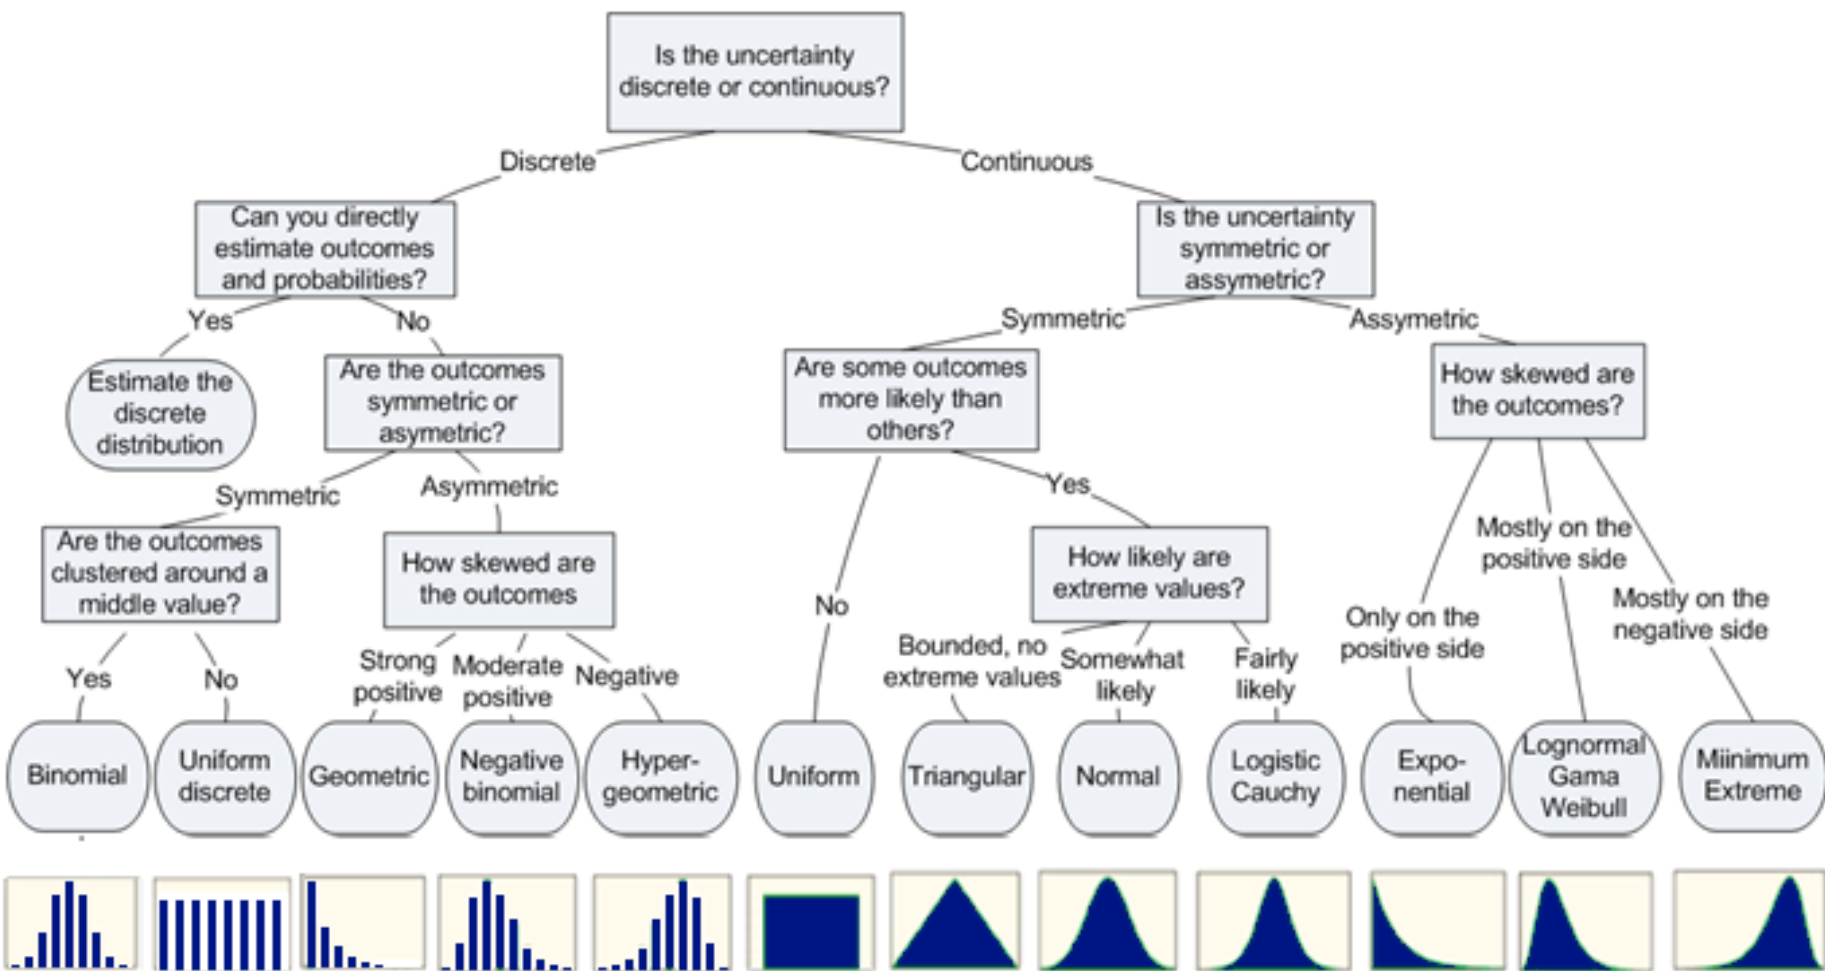 Is the uncertainty
discrete or continuous?
Discrete
Continuous
Can you directly
estimate outcomes
and probabilities?
Is the uncertainty
symmetric or
assymetric?
Yes
No
Symmetric
Assymetric
Estimate the
discrete
distribution
Are the outcomes
symmetric or
asymetric?
Are some outcomes
more likely than
others?
How skewed are
the outcomes?
Symmetric
Asymmetric
Yes
Are the outcomes
clustered around a
middle value?
How skewed are
the outcomes
No
How likely are
extreme values?
Only on the
positive side
Mostly on the
positive side
Mostly on the
negative side
Yes
No
Strong
positive
Moderate
positive
Negative
Bounded, no
extreme values
Somewhat
likely
Fairly
likely
Binomial
Uniform
discrete
Geometric
Negative
binomial
Hyper-
geometric
Uniform
Triangular
Normal
Logistic
Cauchy
Expo-
nential
Lognormal
Gama
Weibull
Miinimum
Extreme